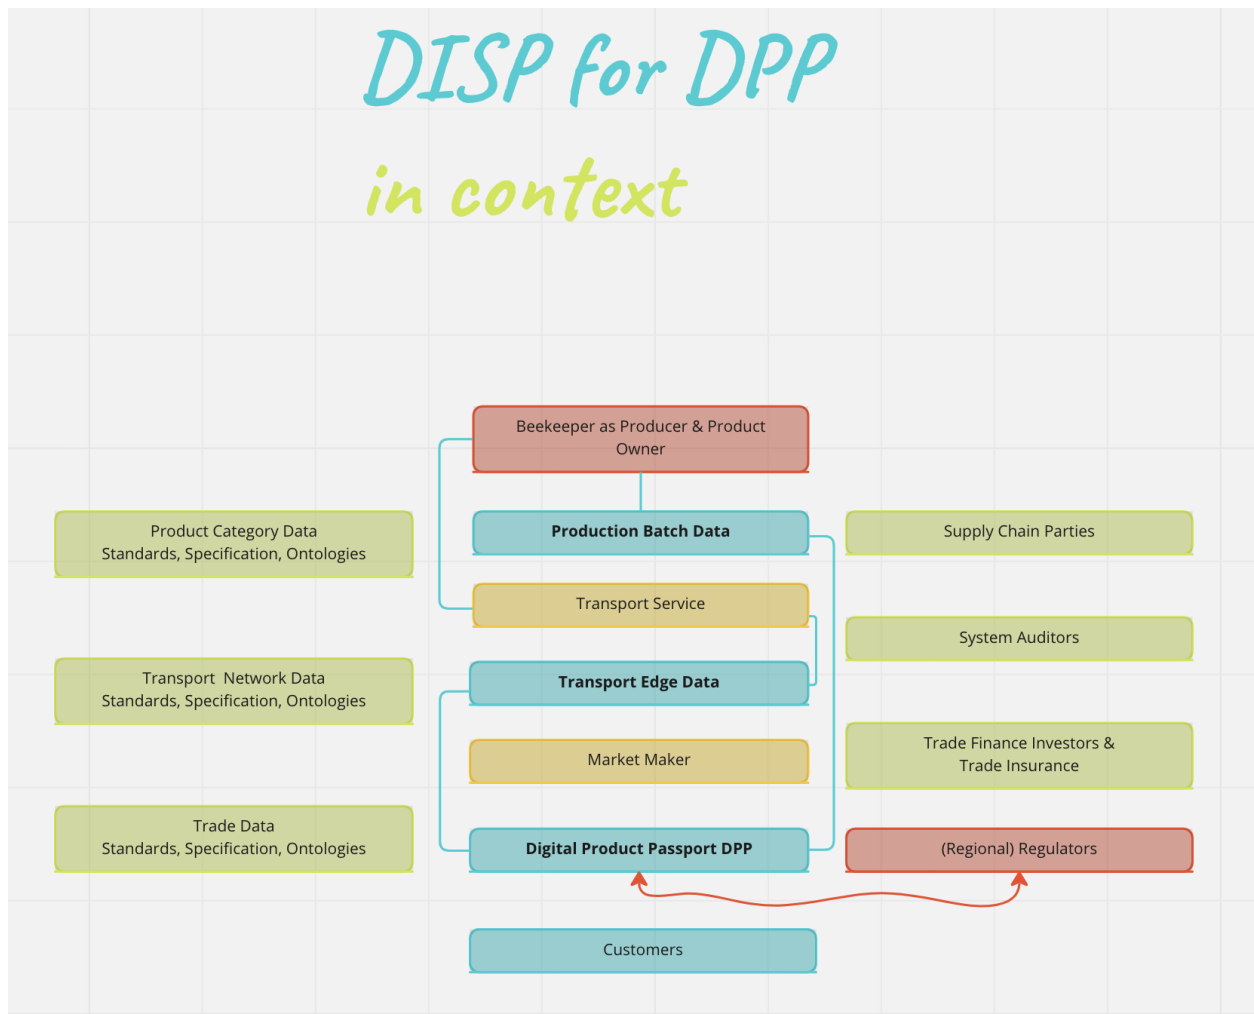 DISP for DPP
in context
Beekeeper as Producer & Product
Owner
Product Category Data
Standards, Specification, Ontologies
Production Batch Data
Supply Chain Parties
Transport Service
System Auditors
Transport  Network Data
Standards, Specification, Ontologies
Transport Edge Data
Trade Finance Investors &
Trade Insurance
Market Maker
Trade Data
Standards, Specification, Ontologies
Digital Product Passport DPP
(Regional) Regulators
Customers